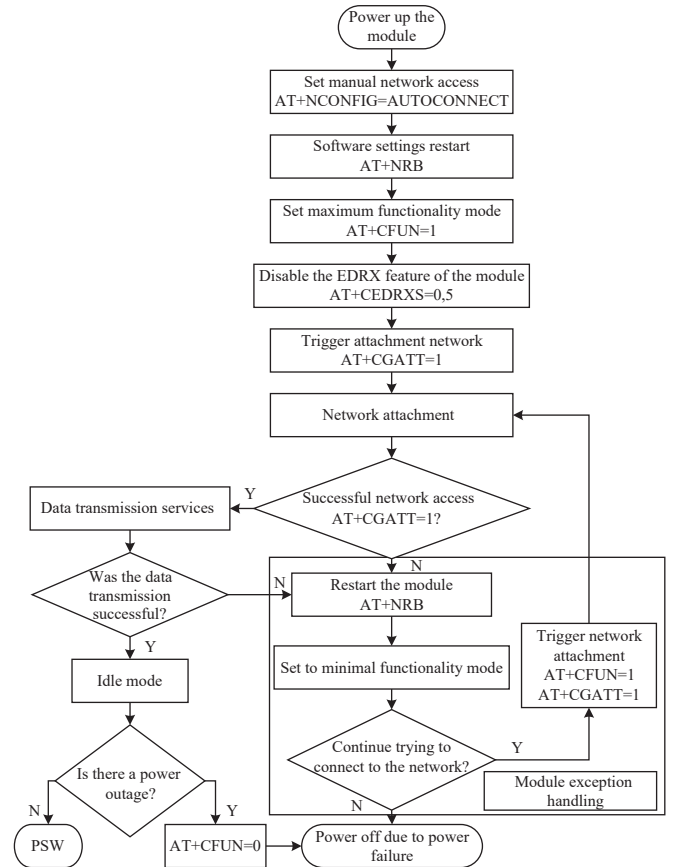 Power up the
module
Set manual network access
AT+NCONFIG=AUTOCONNECT
Software settings restart
AT+NRB
Set maximum functionality mode
AT+CFUN=1
Disable the EDRX feature of the module
AT+CEDRXS=0,5
Trigger attachment network
AT+CGATT=1
Network attachment
Successful network access
AT+CGATT=1?
Y
N
Data transmission services
Was the data
transmission
successful?
N
Y
Restart the module
AT+NRB
Set to minimal functionality mode
Trigger network
attachment
AT+CFUN=1
AT+CGATT=1
Idle mode
Continue trying to
connect to the network?
Y
N
Module exception
handling
Is there a power
outage?
N
Y
PSW
AT+CFUN=0
Power off due to power
failure